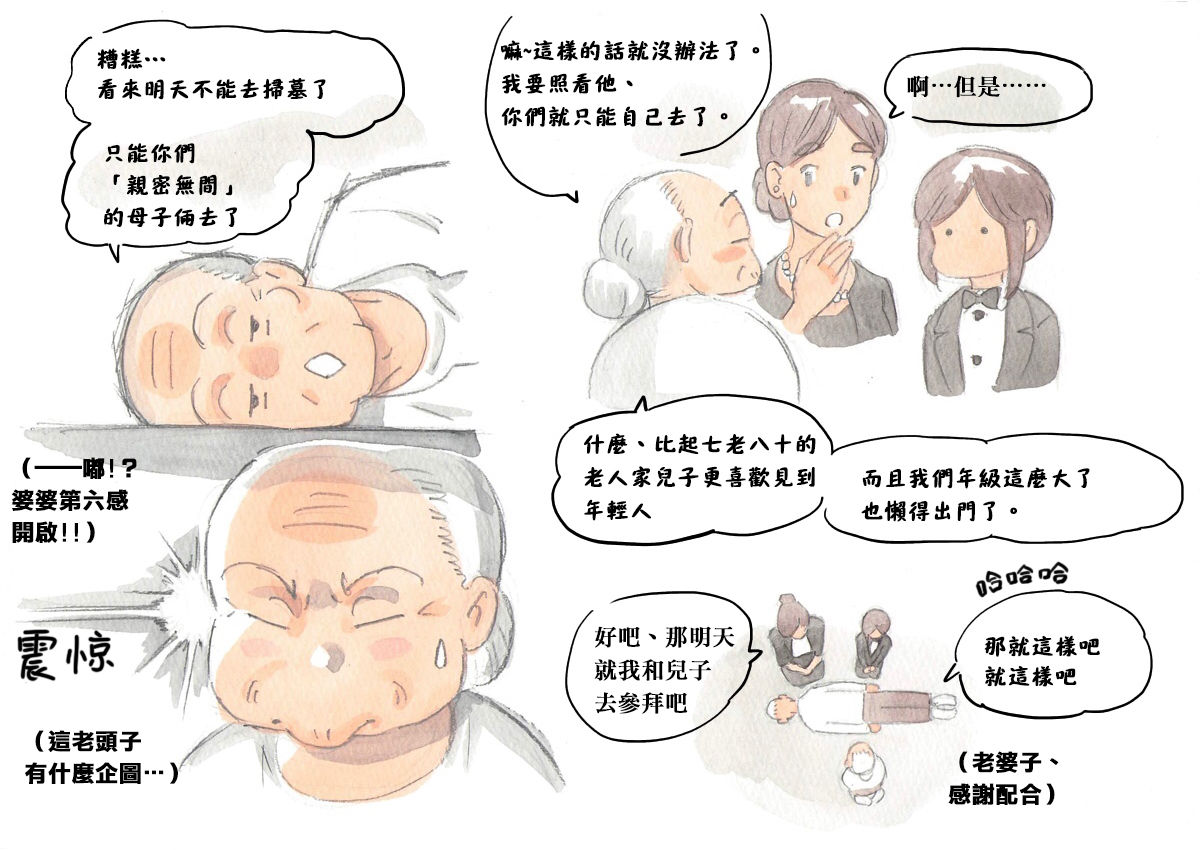 糟糕…
看來明天不能去掃墓了
只能你們
「親密無間」
的母子倆去了
（——嘟!？
婆婆第六感
開啟!!）
震惊
（這老頭子
有什麼企圖…）
嘛~這樣的話就沒辦法了。
我要照看他、
你們就只能自己去了。
啊…但是……
什麼、比起七老八十的
老人家兒子更喜歡見到
年輕人
而且我們年級這麼大了
也懶得出門了。
好吧、那明天
就我和兒子
去參拜吧
哈哈哈
那就這樣吧
就這樣吧
（老婆子、
感謝配合）